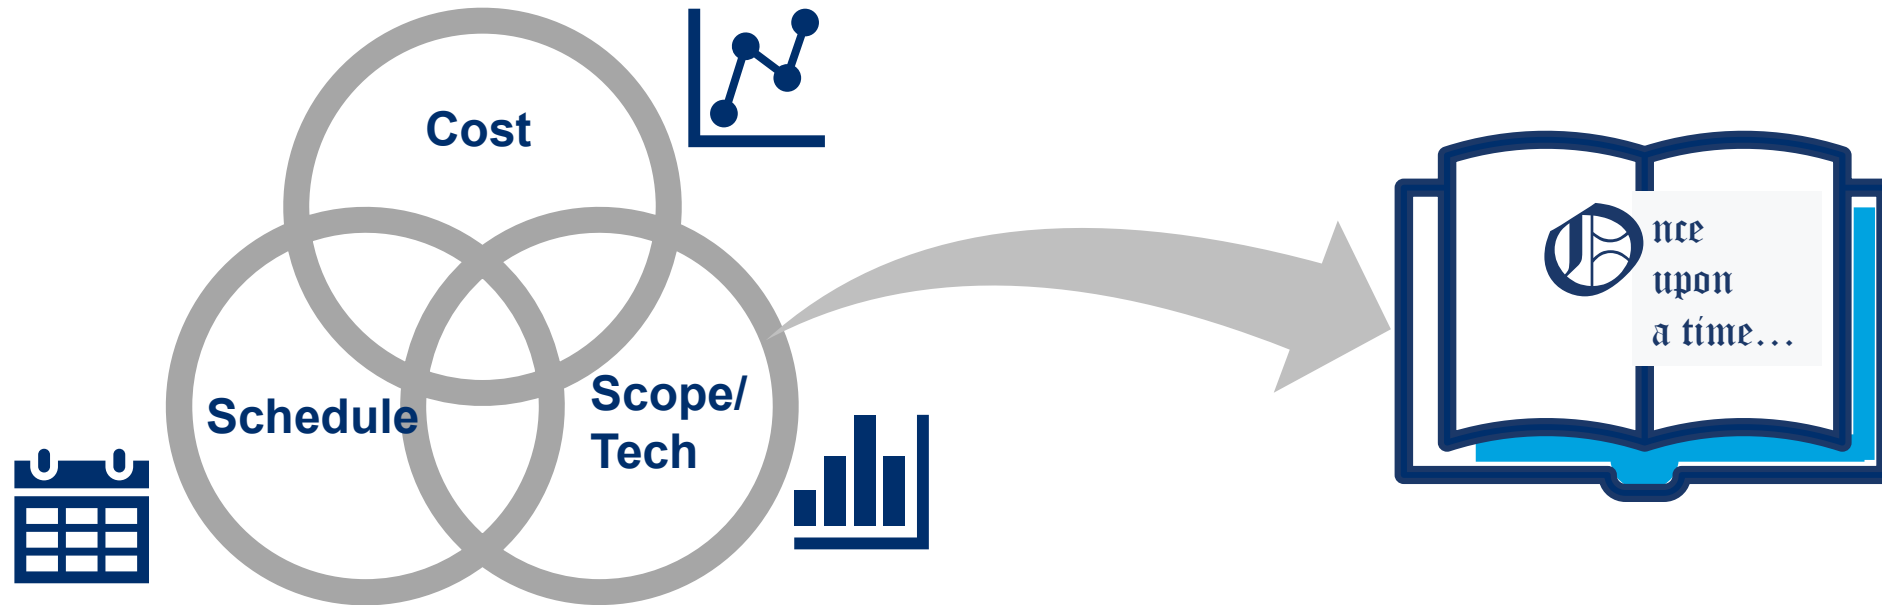 Cost
Schedule
Scope/
Tech
Once
upon
a time...